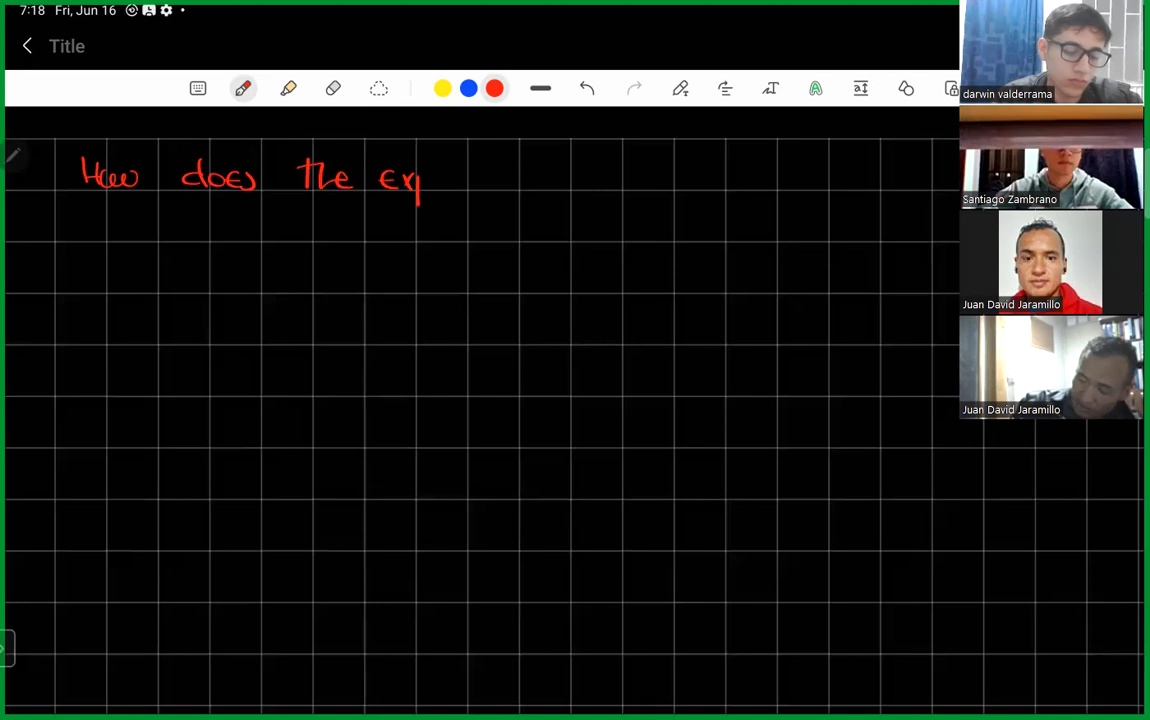 7:18 Fri, Jun 16
Title
How does the exp
darwin valderrama
Santiago Zambrano
Juan David Jaramillo
Juan David Jaramillo